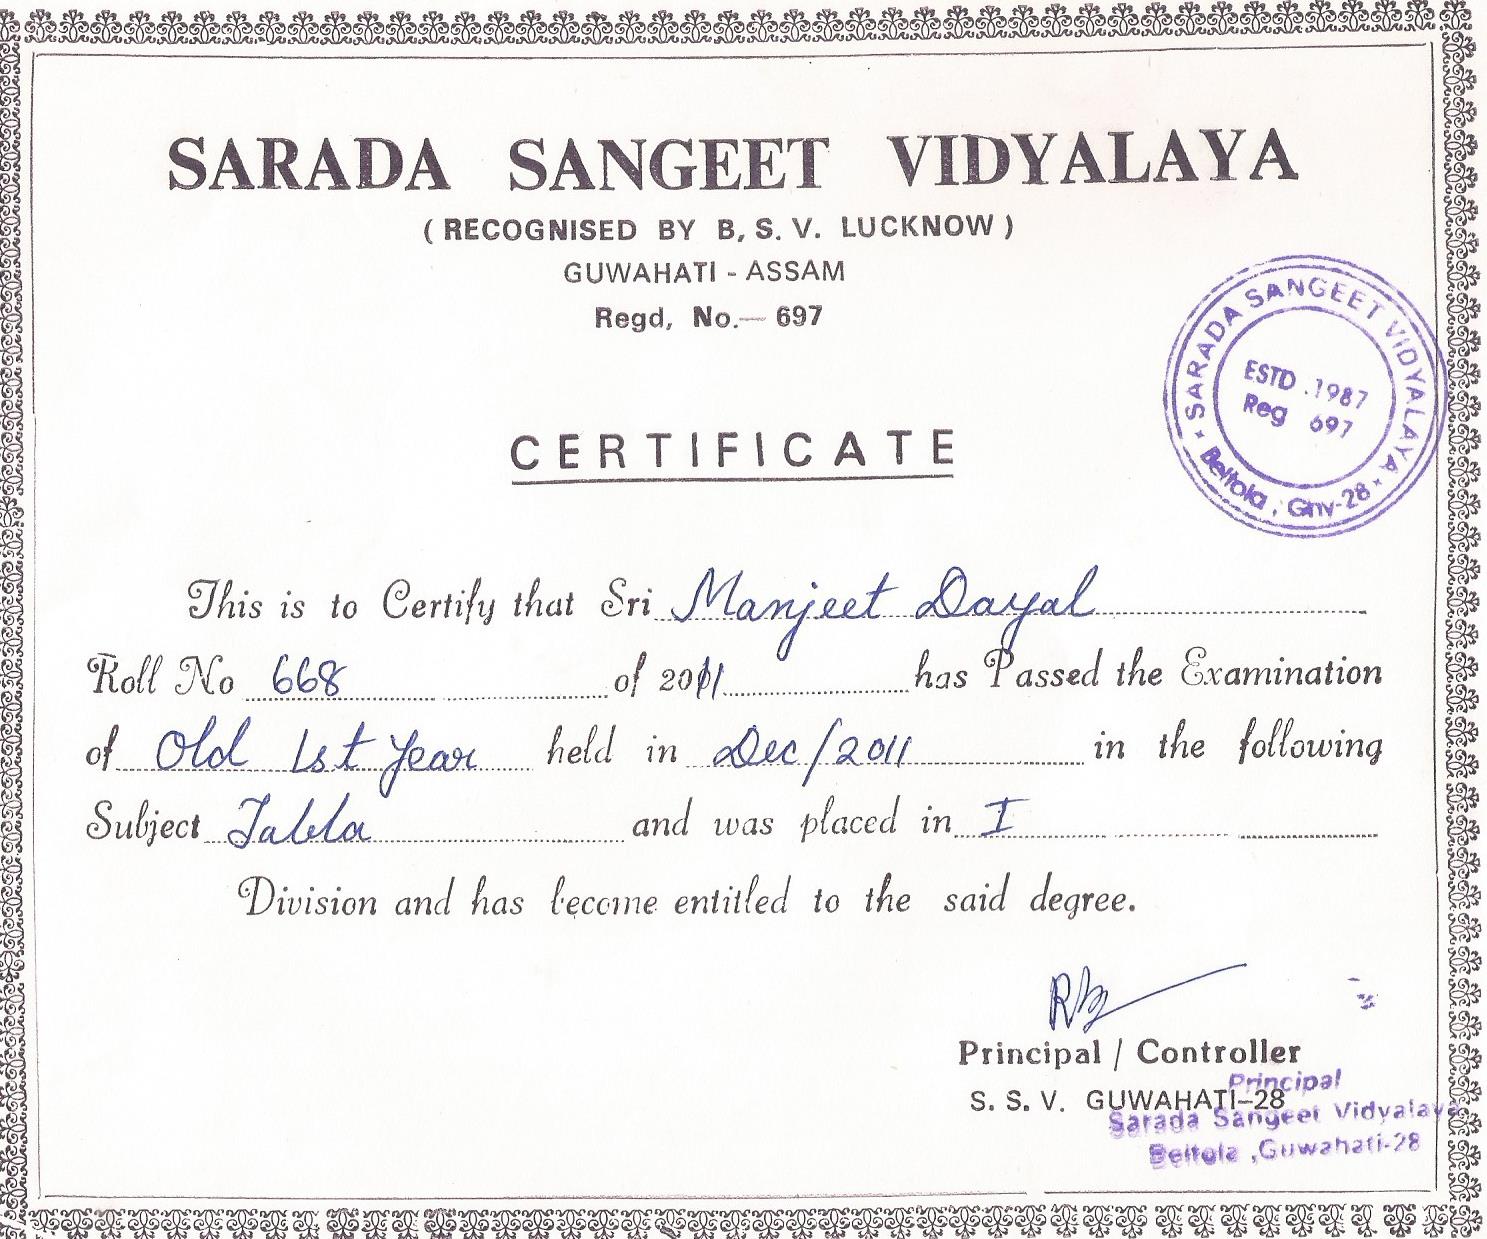 SARADA SANGEET VIDYALAYA
( RECOGNISED BY B, S. V. LUCKNOW )
GUWAHATI - ASSAM
Regd, No.— 697
SARADA SANGEET VIDYALAYA
ESTD . 1987
Reg 697
* Beltola , Gnv-28 *
CERTIFICATE
This is to Certify that Sri Manjeet Dayal
Roll No 668 of 2011 has Passed the Examination
of Old 1st Year held in Dec/2011 in the following
Subject Tabla and was placed in I
Division and has become entitled to the said degree.
Principal / Controller
S. S. V. GUWAHATI-28
Principal
Sarada Sangeet Vidyalaya
Beltola ,Guwahati-28